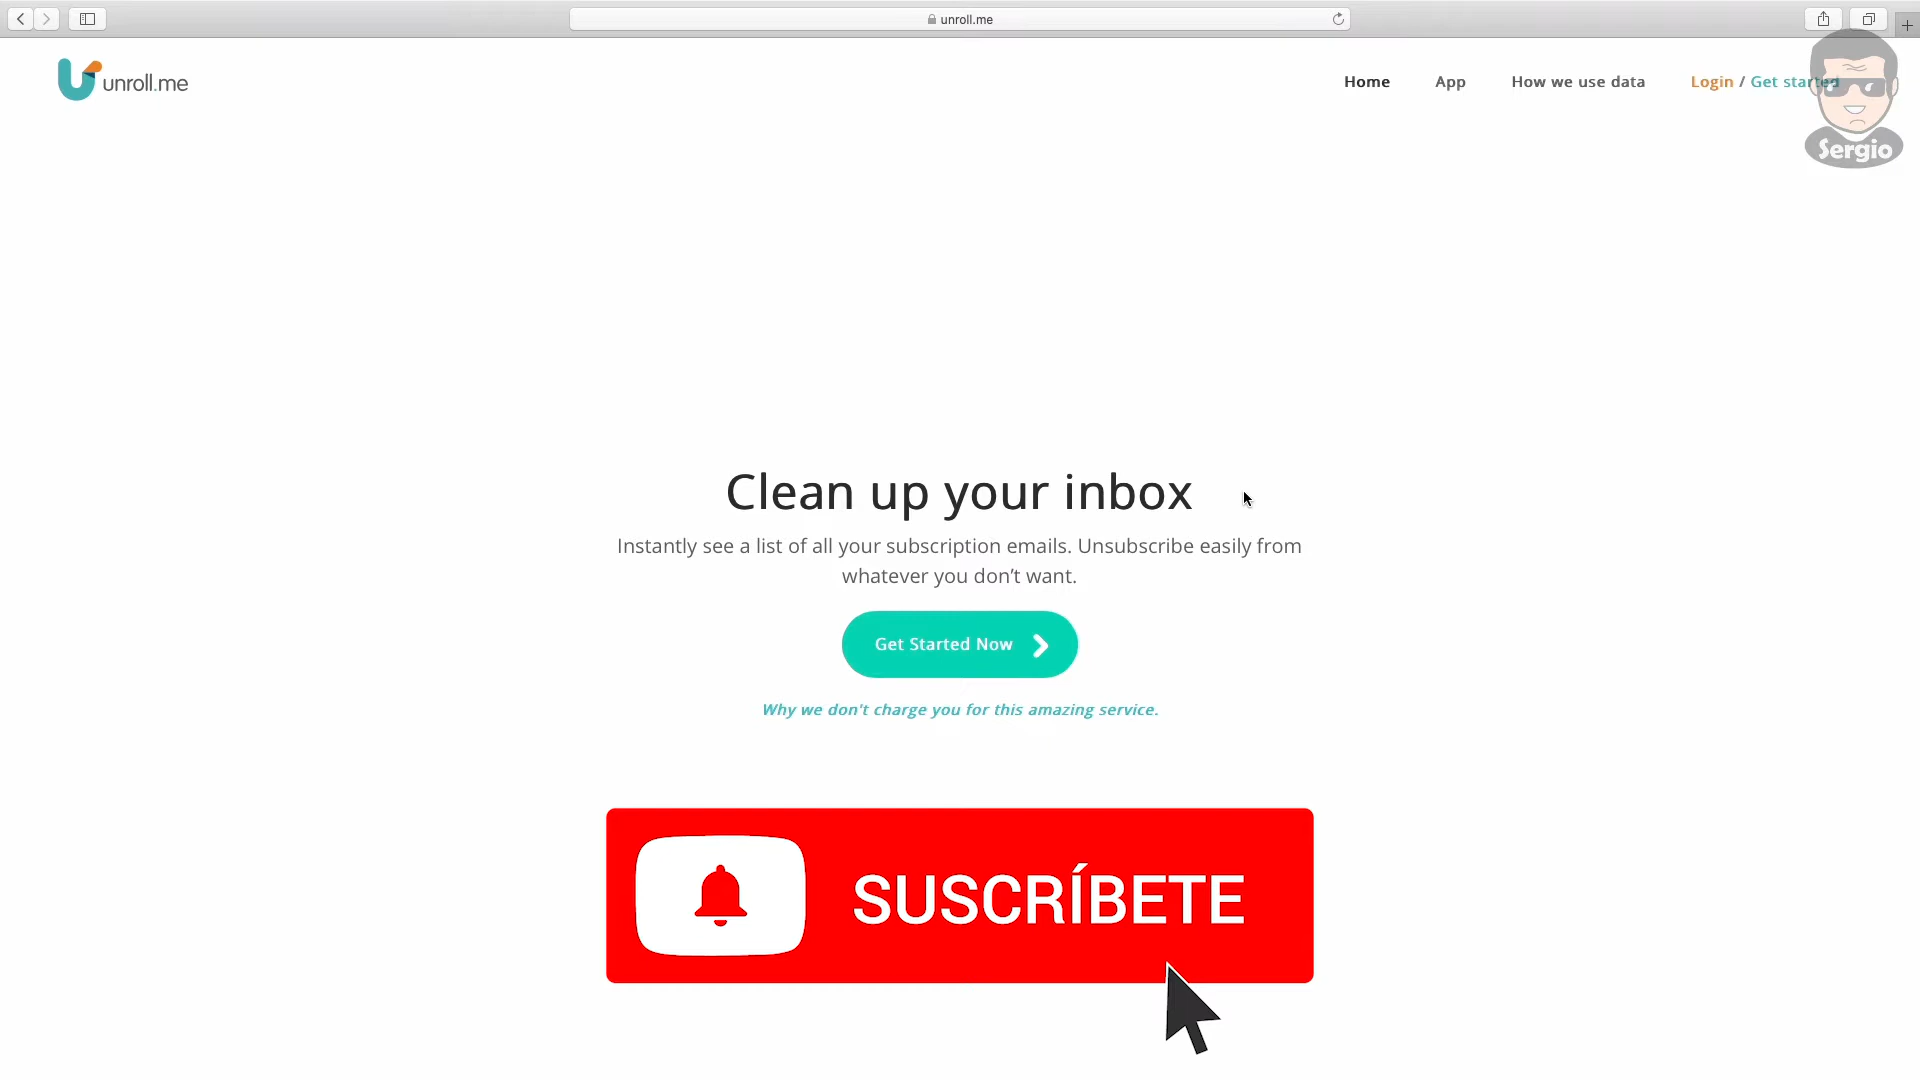 unroll.me
unroll.me
Home
App
How we use data
Login / Get started
Sergio
Clean up your inbox
Instantly see a list of all your subscription emails. Unsubscribe easily from
whatever you don’t want.
Get Started Now
Why we don't charge you for this amazing service.
SUSCRÍBETE